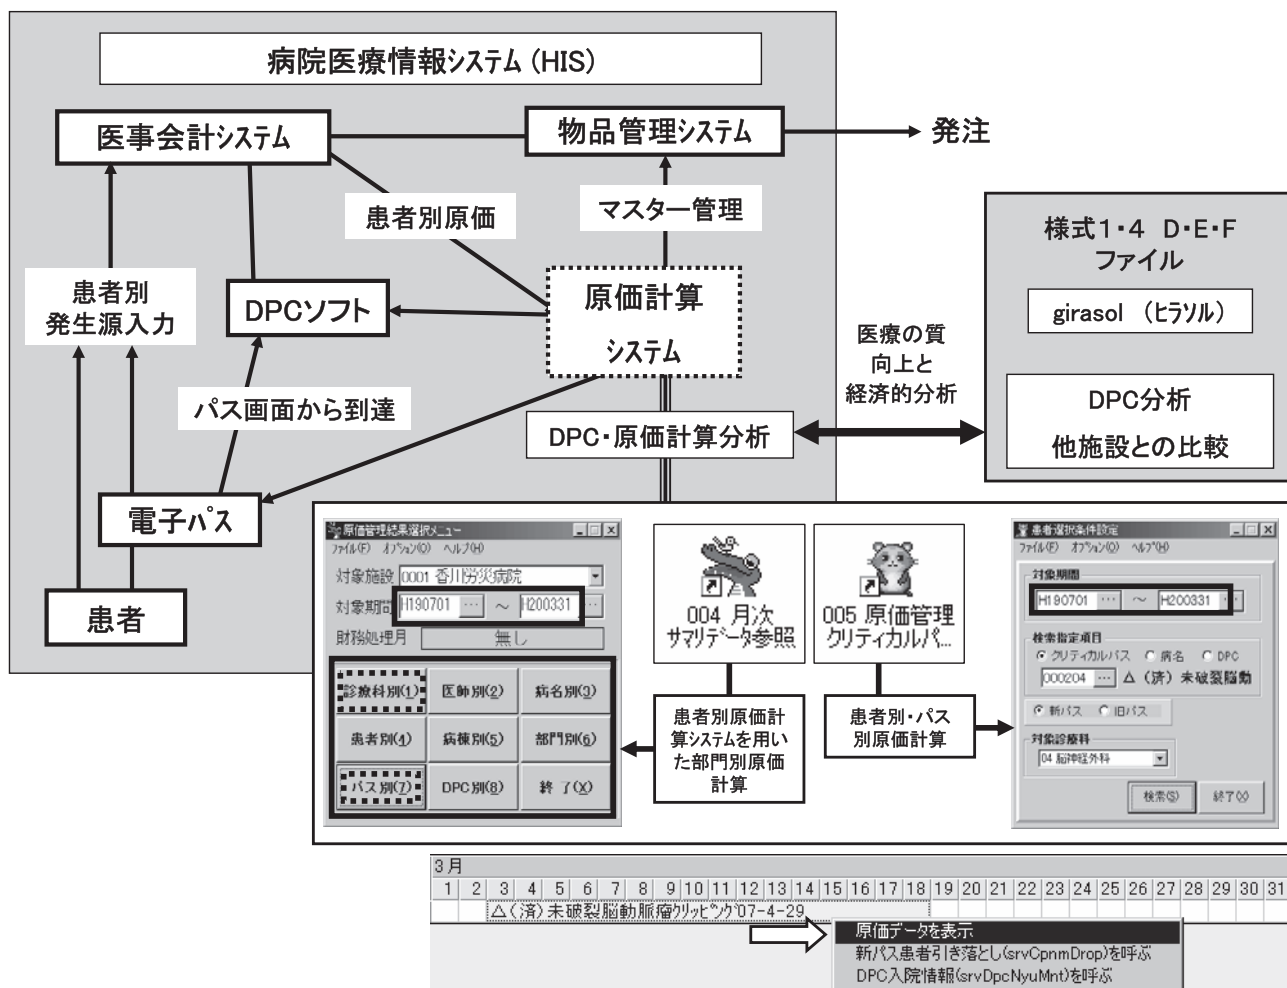 病院医療情報システム (HIS)
医事会計システム
物品管理システム
発注
患者別原価
マスター管理
患者別
発生源入力
DPCソフト
原価計算
システム
パス画面から到達
DPC・原価計算分析
電子パス
患者
医療の質
向上と
経済的分析
様式1・4 D・E・F
ファイル
girasol (ヒラソル)
DPC分析
他施設との比較
原価管理結果選択メニュー
ファイル(F) オプション(O) ヘルプ(H)
対象施設 0001 香川労災病院
対象期間 H190701 ... ～ H200331 ...
財務処理月 無し
診療科別(1) 医師別(2) 病名別(3)
患者別(4) 病棟別(5) 部門別(6)
パス別(7) DPC別(8) 終了(X)
004 月次
サマリデータ参照
005 原価管理
クリティカルパ...
患者別原価計
算システムを用い
た部門別原価
計算
患者別・パス
別原価計算
患者選択条件設定
ファイル(F) オプション(O) ヘルプ(H)
対象期間
H190701 ... ～ H200331 ...
検索指定項目
クリティカルパス 病名 DPC
000204 ... △ (済) 未破裂脳動
新パス 旧パス
対象診療科
04 脳神経外科
検索(S) 終了(X)
3月
1 2 3 4 5 6 7 8 9 10 11 12 13 14 15 16 17 18 19 20 21 22 23 24 25 26 27 28 29 30 31
△(済)未破裂脳動脈瘤クリッピング07-4-29
原価データを表示
新パス患者引き落とし(srvCpnmDrop)を呼ぶ
DPC入院情報(srvDpcNyuMnt)を呼ぶ